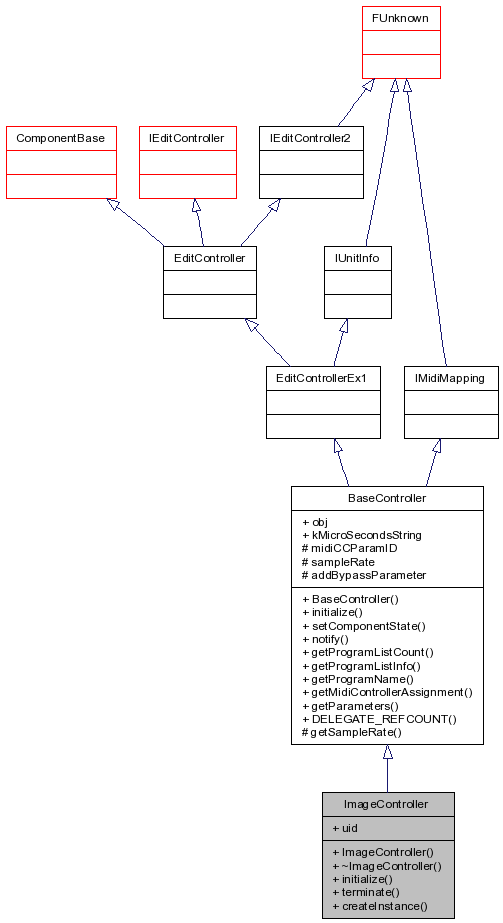 FUnknown
ComponentBase
IEditController
IEditController2
EditController
IUnitInfo
EditControllerEx1
IMidiMapping
BaseController
+ obj
+ kMicroSecondsString
# midiCCParamID
# sampleRate
# addBypassParameter
+ BaseController()
+ initialize()
+ setComponentState()
+ notify()
+ getProgramListCount()
+ getProgramListInfo()
+ getProgramName()
+ getMidiControllerAssignment()
+ getParameters()
+ DELEGATE_REFCOUNT()
# getSampleRate()
ImageController
+ uid
+ ImageController()
+ ~ImageController()
+ initialize()
+ terminate()
+ createInstance()